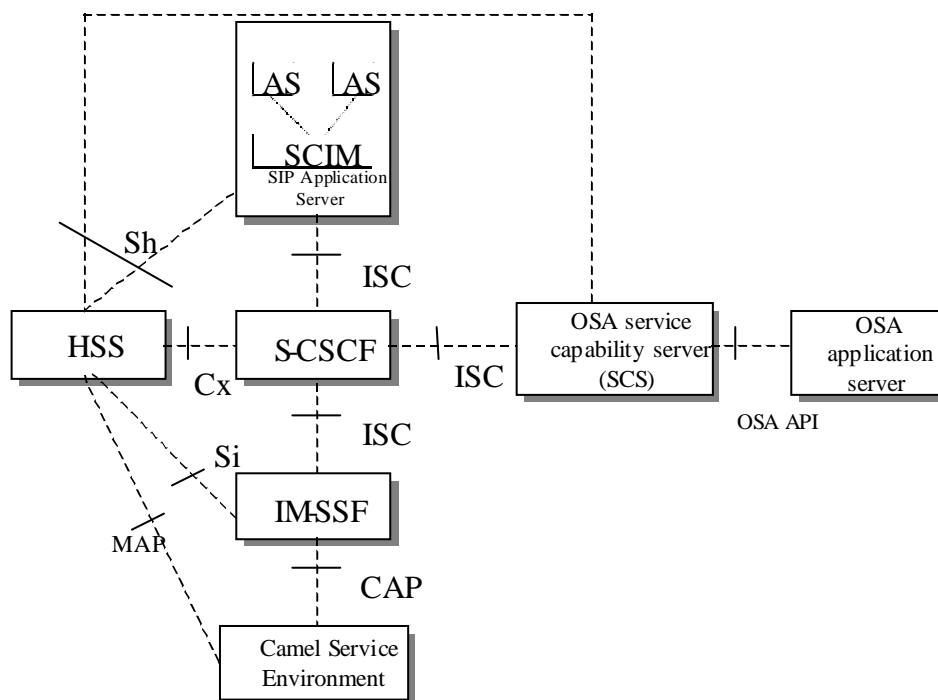 AS AS
SCIM
SIP Application
Server
Sh
ISC
HSS
S-CSCF
OSA service
capability server
(SCS)
OSA
application
server
Cx
ISC
OSA API
ISC
Si
IM-SSF
MAP
CAP
Camel Service
Environment